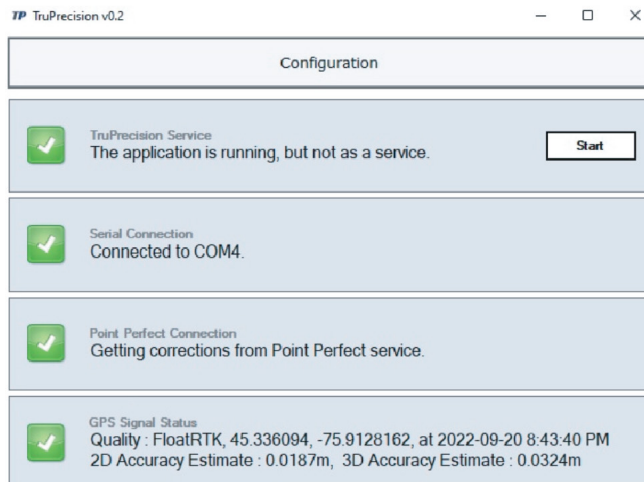 TP TruPrecision v0.2
Configuration
TruPrecision Service
The application is running, but not as a service.
Start
Serial Connection
Connected to COM4.
Point Perfect Connection
Getting corrections from Point Perfect service.
GPS Signal Status
Quality : FloatRTK, 45.336094, -75.9128162, at 2022-09-20 8:43:40 PM
2D Accuracy Estimate : 0.0187m, 3D Accuracy Estimate : 0.0324m